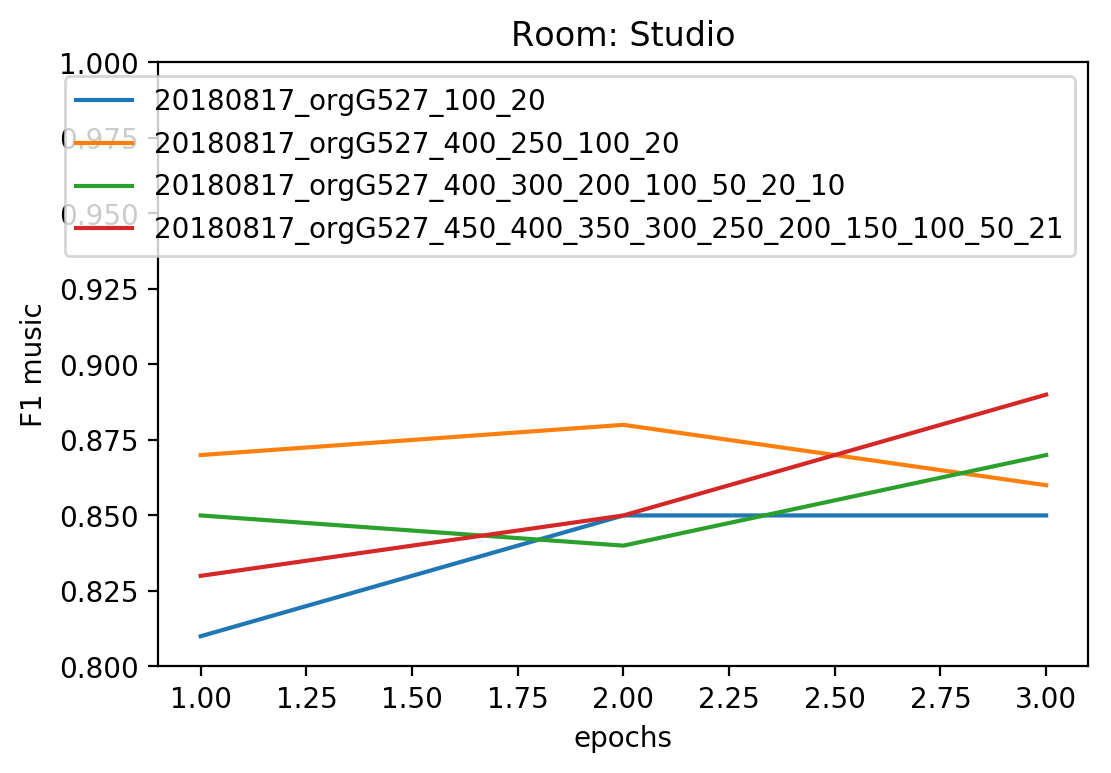 Room: Studio
1.000
0.975
0.950
0.925
0.900
0.875
0.850
0.825
0.800
F1 music
20180817_orgG527_100_20
20180817_orgG527_400_250_100_20
20180817_orgG527_400_300_200_100_50_20_10
20180817_orgG527_450_400_350_300_250_200_150_100_50_21
1.00 1.25 1.50 1.75 2.00 2.25 2.50 2.75 3.00
epochs